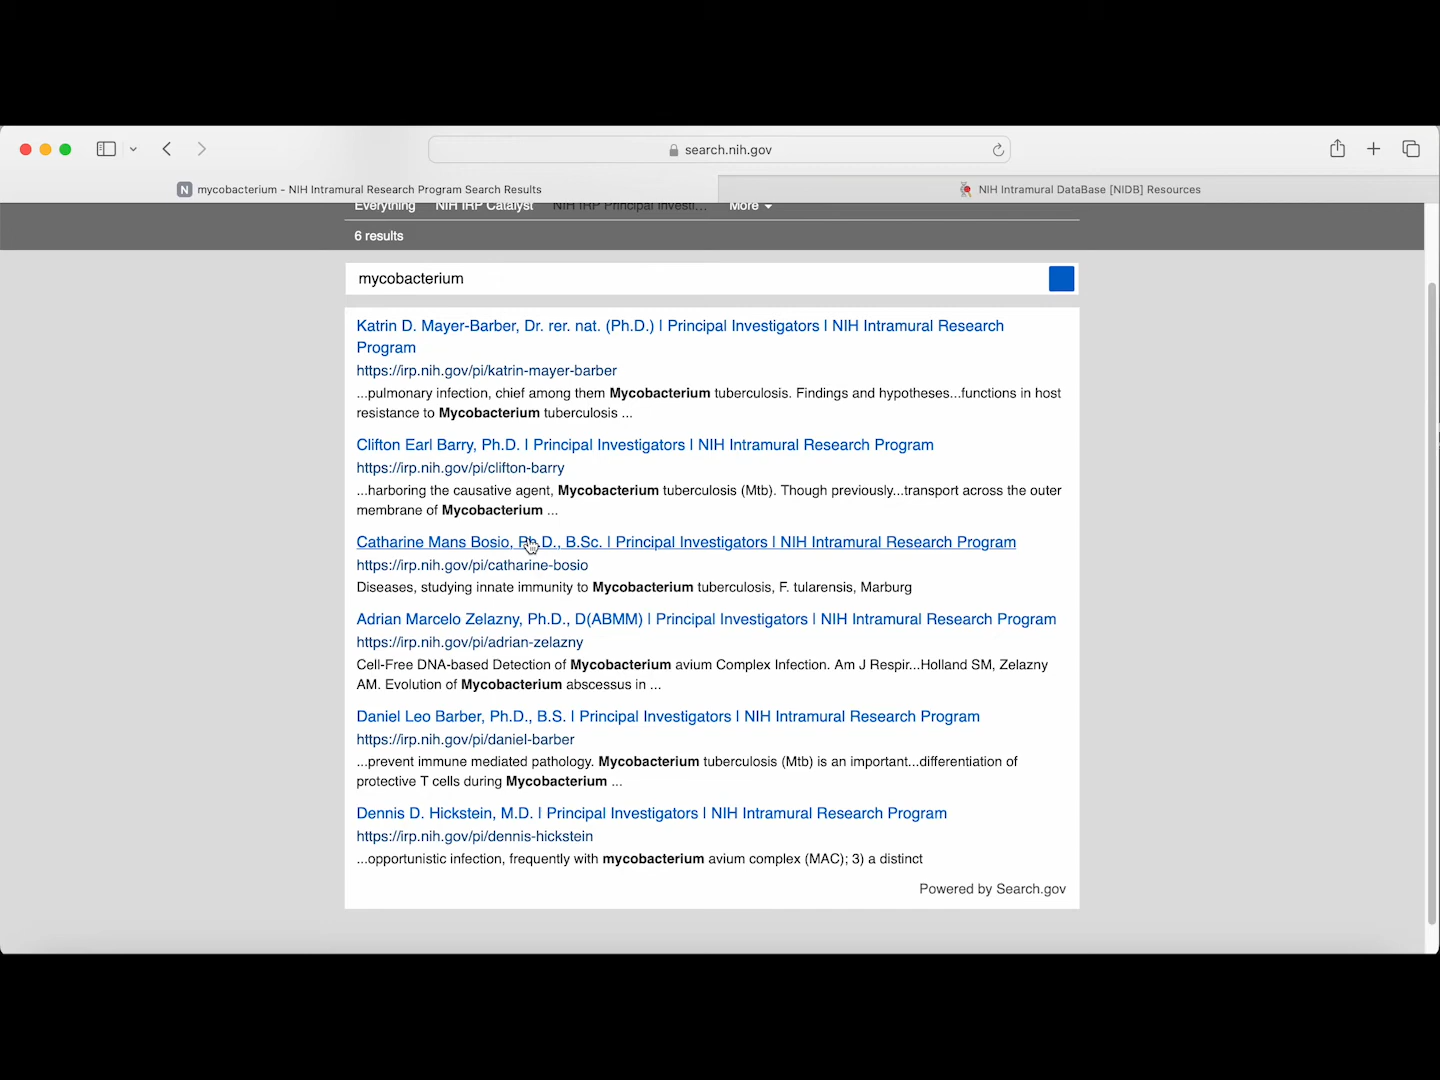 search.nih.gov
N mycobacterium - NIH Intramural Research Program Search Results
NIH Intramural DataBase [NIDB] Resources
Everything NIH IRP Catalyst NIH IRP Principal Investi... More
6 results
mycobacterium
Katrin D. Mayer-Barber, Dr. rer. nat. (Ph.D.) | Principal Investigators | NIH Intramural Research
Program
https://irp.nih.gov/pi/katrin-mayer-barber
...pulmonary infection, chief among them Mycobacterium tuberculosis. Findings and hypotheses...functions in host
resistance to Mycobacterium tuberculosis ...
Clifton Earl Barry, Ph.D. | Principal Investigators | NIH Intramural Research Program
https://irp.nih.gov/pi/clifton-barry
...harboring the causative agent, Mycobacterium tuberculosis (Mtb). Though previously...transport across the outer
membrane of Mycobacterium ...
Catharine Mans Bosio, Ph.D., B.Sc. | Principal Investigators | NIH Intramural Research Program
https://irp.nih.gov/pi/catharine-bosio
Diseases, studying innate immunity to Mycobacterium tuberculosis, F. tularensis, Marburg
Adrian Marcelo Zelazny, Ph.D., D(ABMM) | Principal Investigators | NIH Intramural Research Program
https://irp.nih.gov/pi/adrian-zelazny
Cell-Free DNA-based Detection of Mycobacterium avium Complex Infection. Am J Respir...Holland SM, Zelazny
AM. Evolution of Mycobacterium abscessus in ...
Daniel Leo Barber, Ph.D., B.S. | Principal Investigators | NIH Intramural Research Program
https://irp.nih.gov/pi/daniel-barber
...prevent immune mediated pathology. Mycobacterium tuberculosis (Mtb) is an important...differentiation of
protective T cells during Mycobacterium ...
Dennis D. Hickstein, M.D. | Principal Investigators | NIH Intramural Research Program
https://irp.nih.gov/pi/dennis-hickstein
...opportunistic infection, frequently with mycobacterium avium complex (MAC); 3) a distinct
Powered by Search.gov